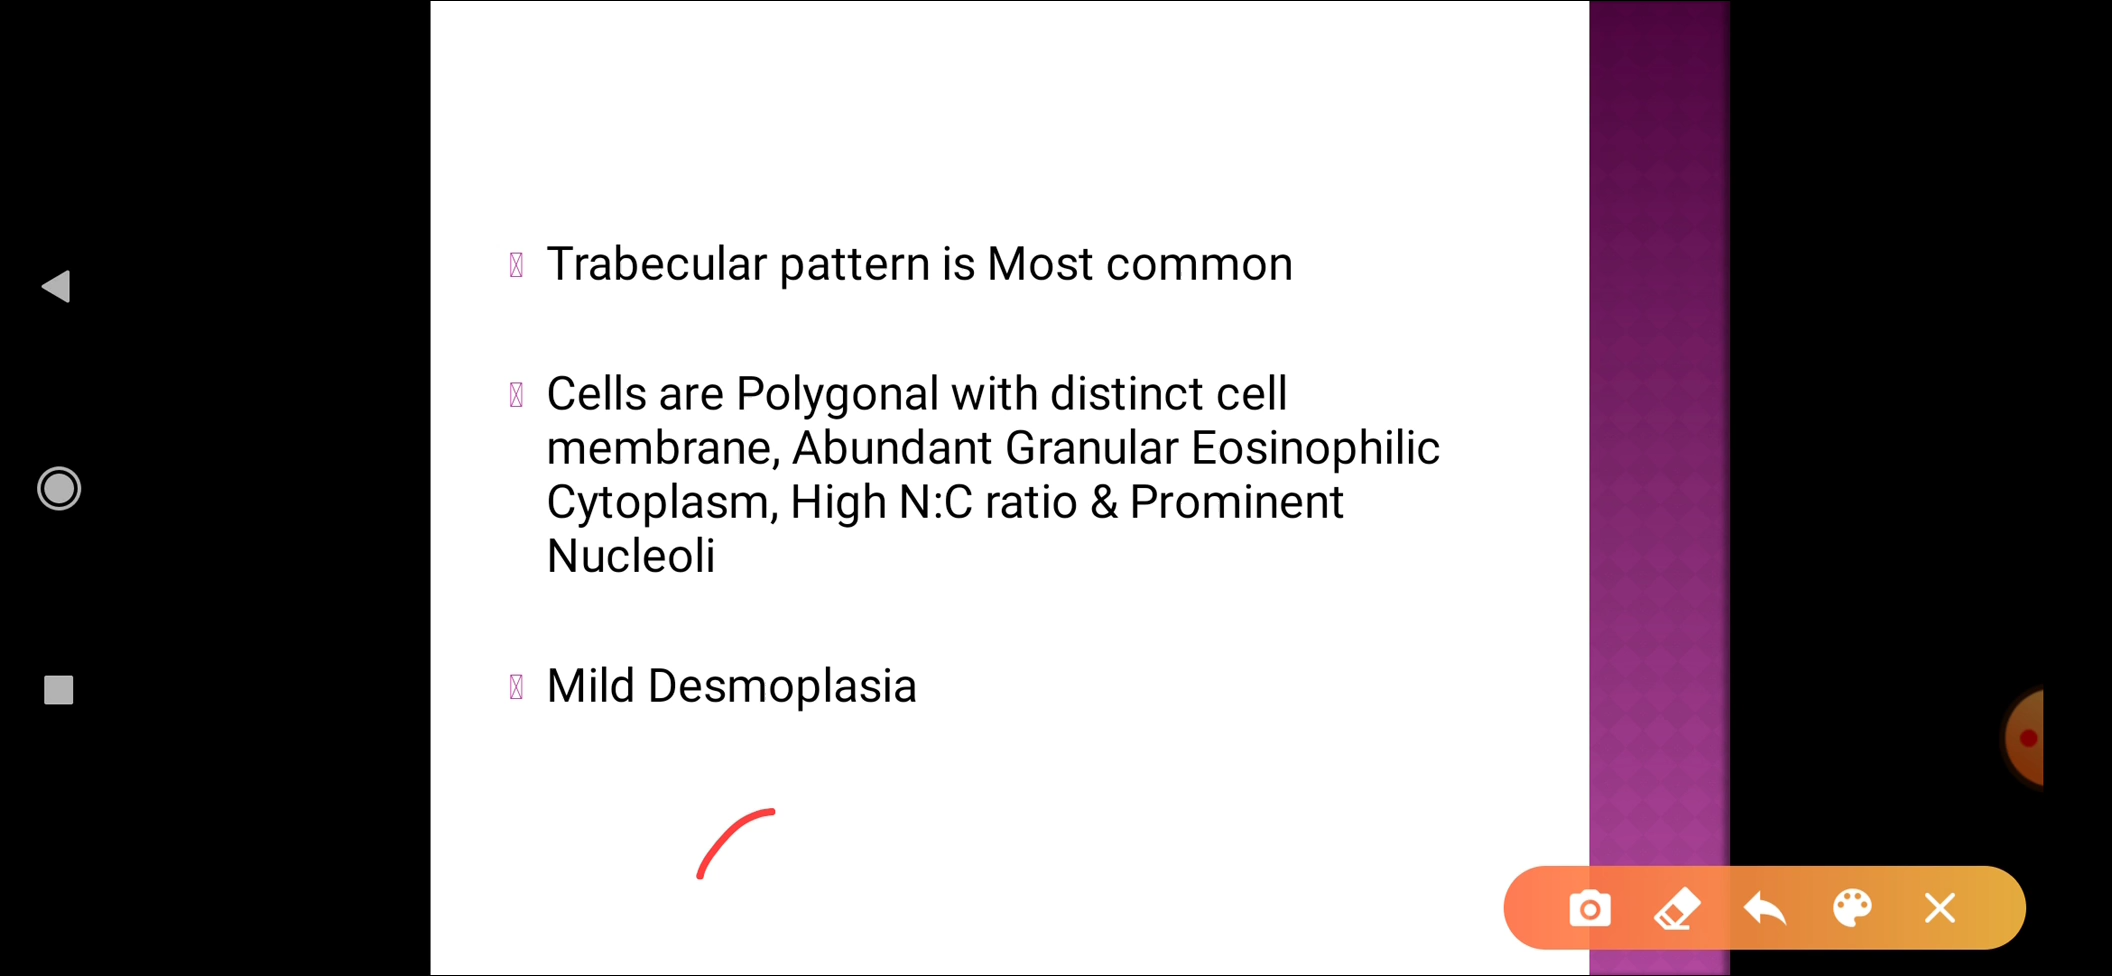 Trabecular pattern is Most common
Cells are Polygonal with distinct cell
membrane, Abundant Granular Eosinophilic
Cytoplasm, High N:C ratio & Prominent
Nucleoli
Mild Desmoplasia